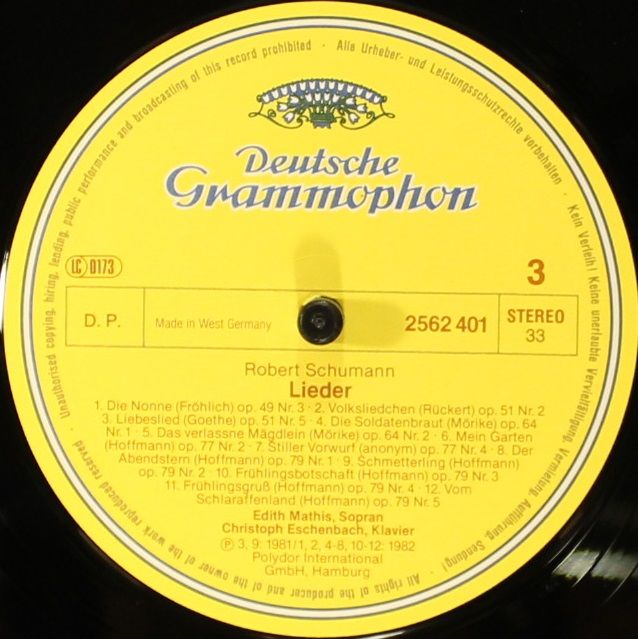 Unauthorised copying, hiring, lending, public performance and broadcasting of this record prohibited · Alle Urheber- und Leistungsschutzrechte vorbehalten · Kein Verleih! Keine unerlaubte Vervielfältigung, Vermietung, Aufführung, Sendung!
All rights of the producer and of the owner of the work reproduced reserved
Deutsche
Grammophon
LC 0173
3
D. P.
Made in West Germany
2562 401
STEREO
33
Robert Schumann
Lieder
1. Die Nonne (Fröhlich) op. 49 Nr. 3 · 2. Volksliedchen (Rückert) op. 51 Nr. 2
3. Liebeslied (Goethe) op. 51 Nr. 5 · 4. Die Soldatenbraut (Mörike) op. 64
Nr. 1 · 5. Das verlassne Mägdlein (Mörike) op. 64 Nr. 2 · 6. Mein Garten
(Hoffmann) op. 77 Nr. 2 · 7. Stiller Vorwurf (anonym) op. 77 Nr. 4 · 8. Der
Abendstern (Hoffmann) op. 79 Nr. 1 · 9. Schmetterling (Hoffmann)
op. 79 Nr. 2 · 10. Frühlingsbotschaft (Hoffmann) op. 79 Nr. 3
11. Frühlingsgruß (Hoffmann) op. 79 Nr. 4 · 12. Vom
Schlaraffenland (Hoffmann) op. 79 Nr. 5
Edith Mathis, Sopran
Christoph Eschenbach, Klavier
Ⓟ 3, 9: 1981/1, 2, 4-8, 10-12: 1982
Polydor International
GmbH, Hamburg